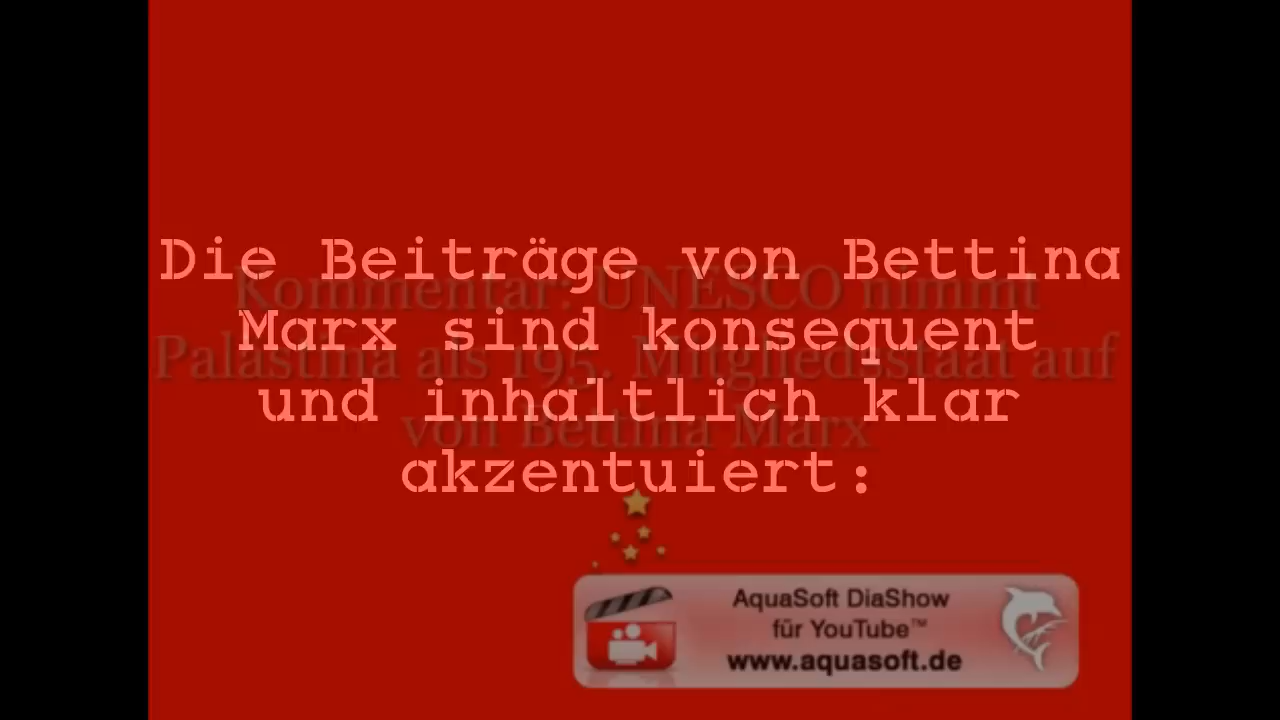 Die Beiträge von Bettina
Marx sind konsequent
und inhaltlich klar
akzentuiert:
Kommentar: UNESCO nimmt
Palästina als 195. Mitgliedsstaat auf
von Bettina Marx
AquaSoft DiaShow
für YouTube™
www.aquasoft.de